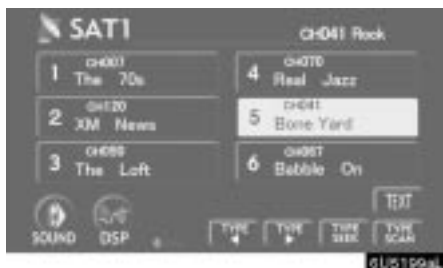 SAT1
CH041 Rock
1 CH007 The 70s
4 CH070 Real Jazz
2 CH120 XM News
5 CH041 Bone Yard
3 CH050 The Loft
6 CH067 Babble On
TEXT
SOUND
DSP
TYPE
TYPE
TYPE SEEK
TYPE SCAN